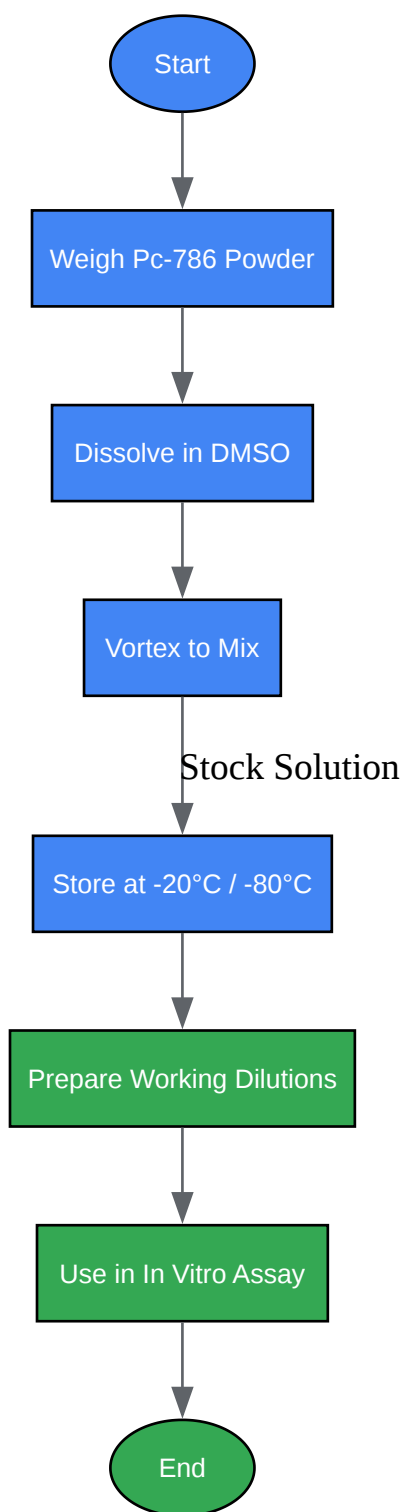 Start
Weigh Pc-786 Powder
Dissolve in DMSO
Vortex to Mix
Stock Solution
Store at -20°C / -80°C
Prepare Working Dilutions
Use in In Vitro Assay
End